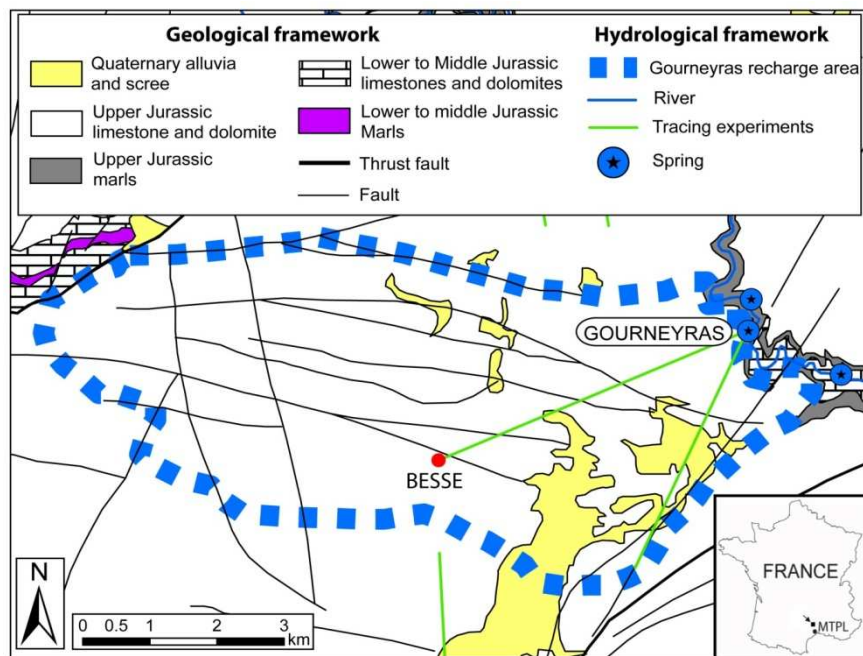 Geological framework
Quaternary alluvia
and scree
Upper Jurassic
limestone and dolomite
Upper Jurassic
marls
Lower to Middle Jurassic
limestones and dolomites
Lower to middle Jurassic
Marls
Thrust fault
Fault
Hydrological framework
Gourneyras recharge area
River
Tracing experiments
Spring
GOURNEYRAS
BESSE
N
0 0.5 1 2 3
km
FRANCE
MTPL